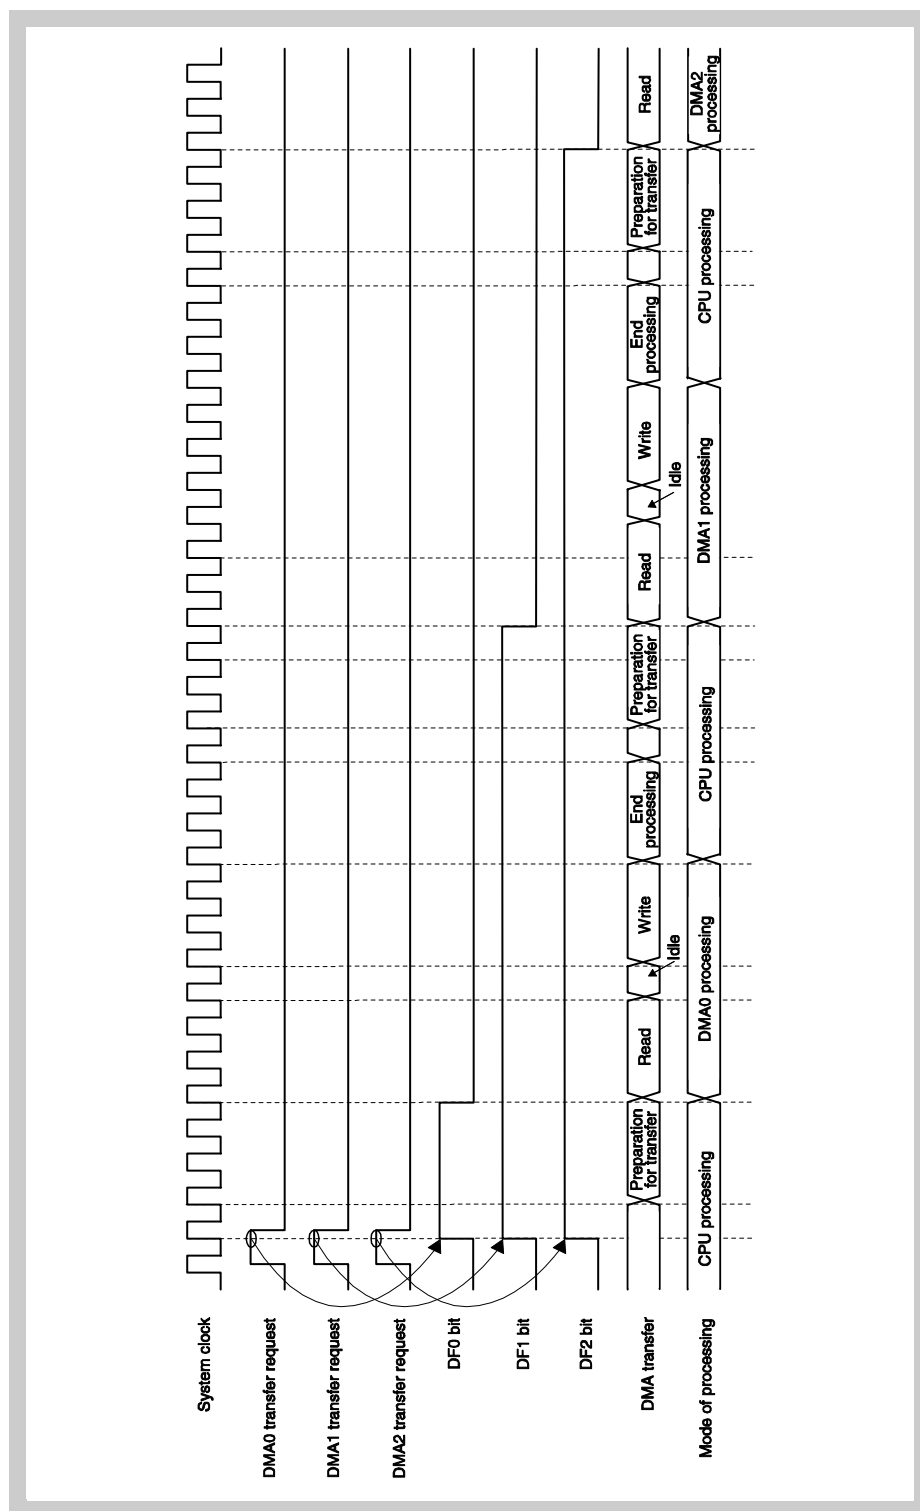 System clock
DMA0 transfer request
DMA1 transfer request
DMA2 transfer request
DF0 bit
DF1 bit
DF2 bit
DMA transfer
Preparation
for transfer
Read
Idle
Write
End
processing
Preparation
for transfer
Read
Idle
Write
End
processing
Preparation
for transfer
Read
Mode of processing
CPU processing
DMA0 processing
CPU processing
DMA1 processing
CPU processing
DMA2
processing